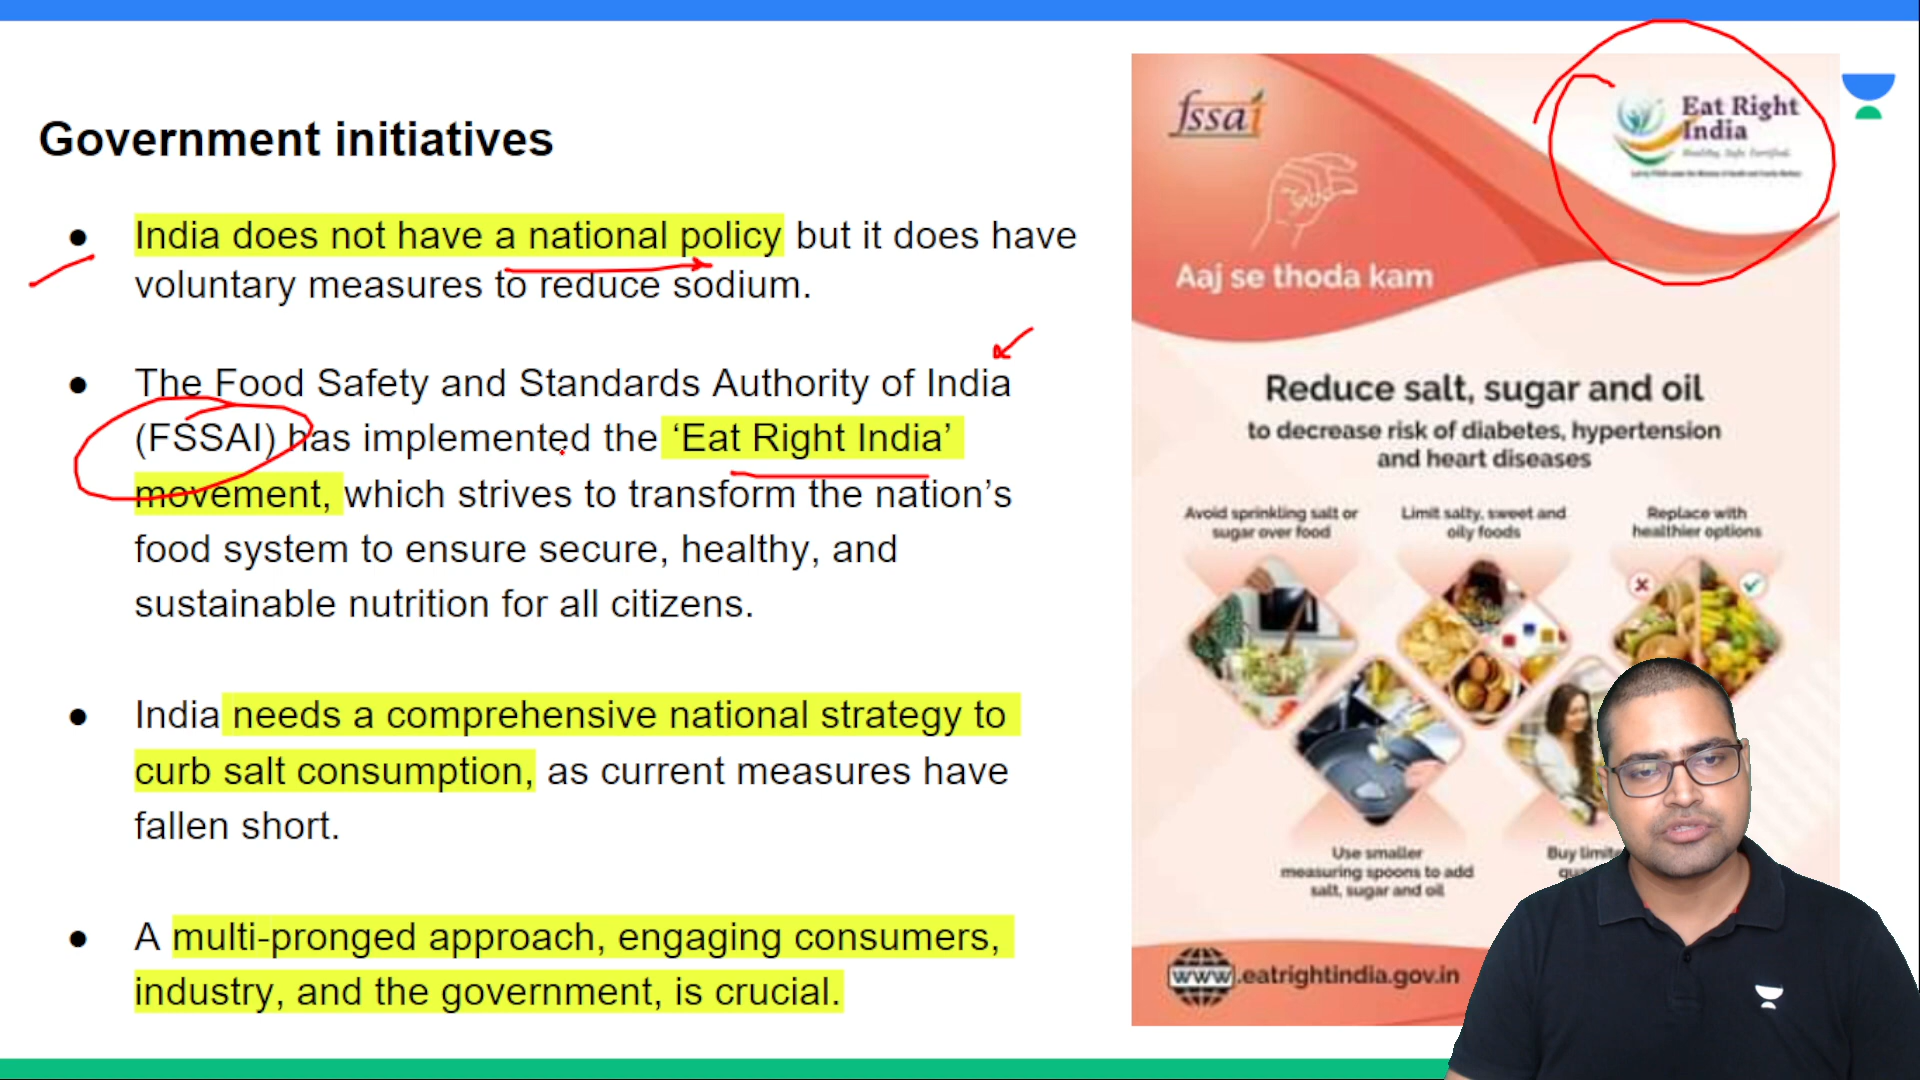 Government initiatives
● India does not have a national policy but it does have
voluntary measures to reduce sodium.
● The Food Safety and Standards Authority of India
(FSSAI) has implemented the ‘Eat Right India’
movement, which strives to transform the nation’s
food system to ensure secure, healthy, and
sustainable nutrition for all citizens.
● India needs a comprehensive national strategy to
curb salt consumption, as current measures have
fallen short.
● A multi-pronged approach, engaging consumers,
industry, and the government, is crucial.
fssai
Eat Right
India
Healthy. Safe. Fortified.
Aaj se thoda kam
Reduce salt, sugar and oil
to decrease risk of diabetes, hypertension
and heart diseases
Avoid sprinkling salt or
sugar over food
Limit salty, sweet and
oily foods
Replace with
healthier options
Use smaller
measuring spoons to add
salt, sugar and oil
Buy
www.eatrightindia.gov.in